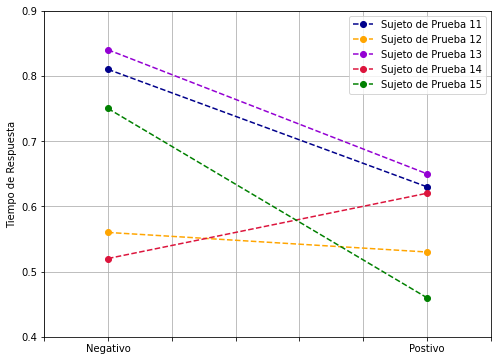 0.9
0.8
0.7
0.6
0.5
0.4
Tiempo de Respuesta
Sujeto de Prueba 11
Sujeto de Prueba 12
Sujeto de Prueba 13
Sujeto de Prueba 14
Sujeto de Prueba 15
Negativo
Postivo